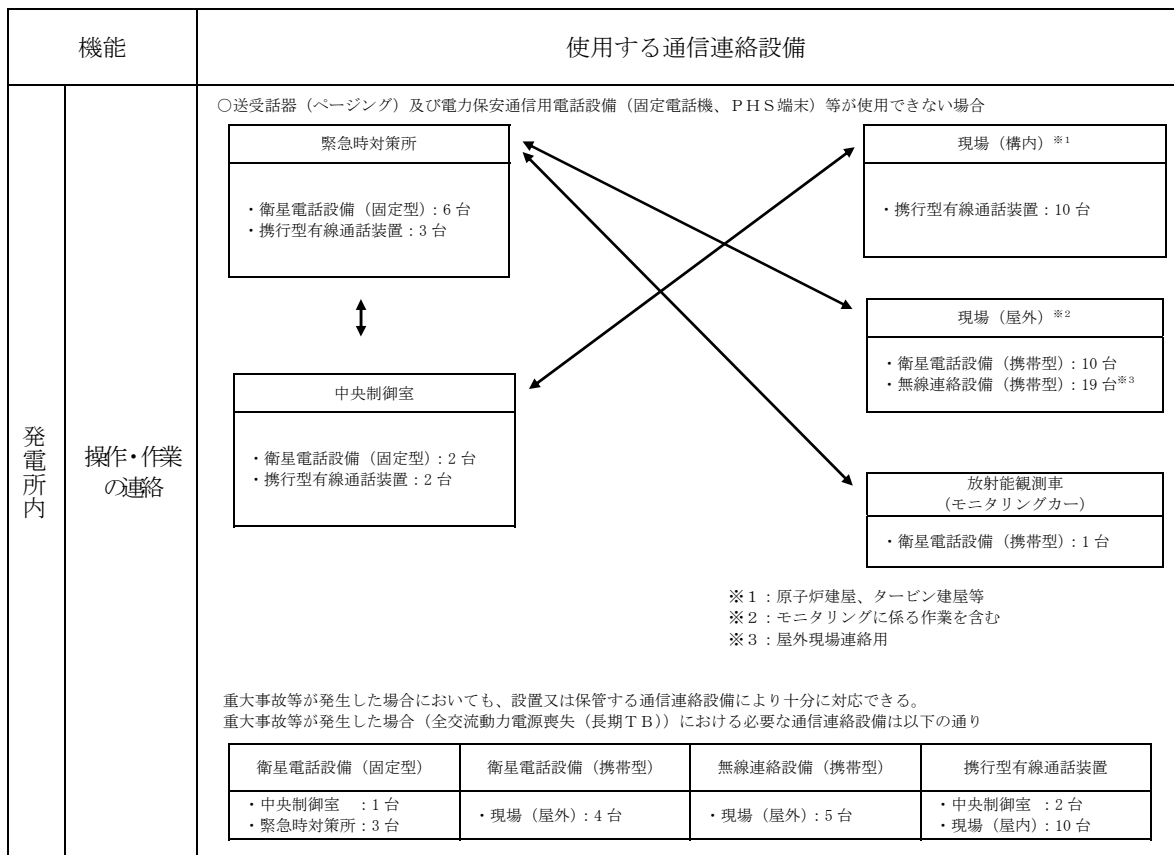 機能
使用する通信連絡設備
発電所内
操作・作業
の連絡
○送受話器（ページング）及び電力保安通信用電話設備（固定電話機、ＰＨＳ端末）等が使用できない場合
緊急時対策所
・衛星電話設備（固定型）：6 台
・携行型有線通話装置：3 台
現場（構内）※1
・携行型有線通話装置：10 台
現場（屋外）※2
・衛星電話設備（携帯型）：10 台
・無線連絡設備（携帯型）：19 台※3
中央制御室
・衛星電話設備（固定型）：2 台
・携行型有線通話装置：2 台
放射能観測車
（モニタリングカー）
・衛星電話設備（携帯型）：1 台
※１：原子炉建屋、タービン建屋等
※２：モニタリングに係る作業を含む
※３：屋外現場連絡用
重大事故等が発生した場合においても、設置又は保管する通信連絡設備により十分に対応できる。
重大事故等が発生した場合（全交流動力電源喪失（長期ＴＢ））における必要な通信連絡設備は以下の通り
衛星電話設備（固定型）
衛星電話設備（携帯型）
無線連絡設備（携帯型）
携行型有線通話装置
・中央制御室　：1 台
・緊急時対策所：3 台
・現場（屋外）：4 台
・現場（屋外）：5 台
・中央制御室　：2 台
・現場（屋内）：10 台